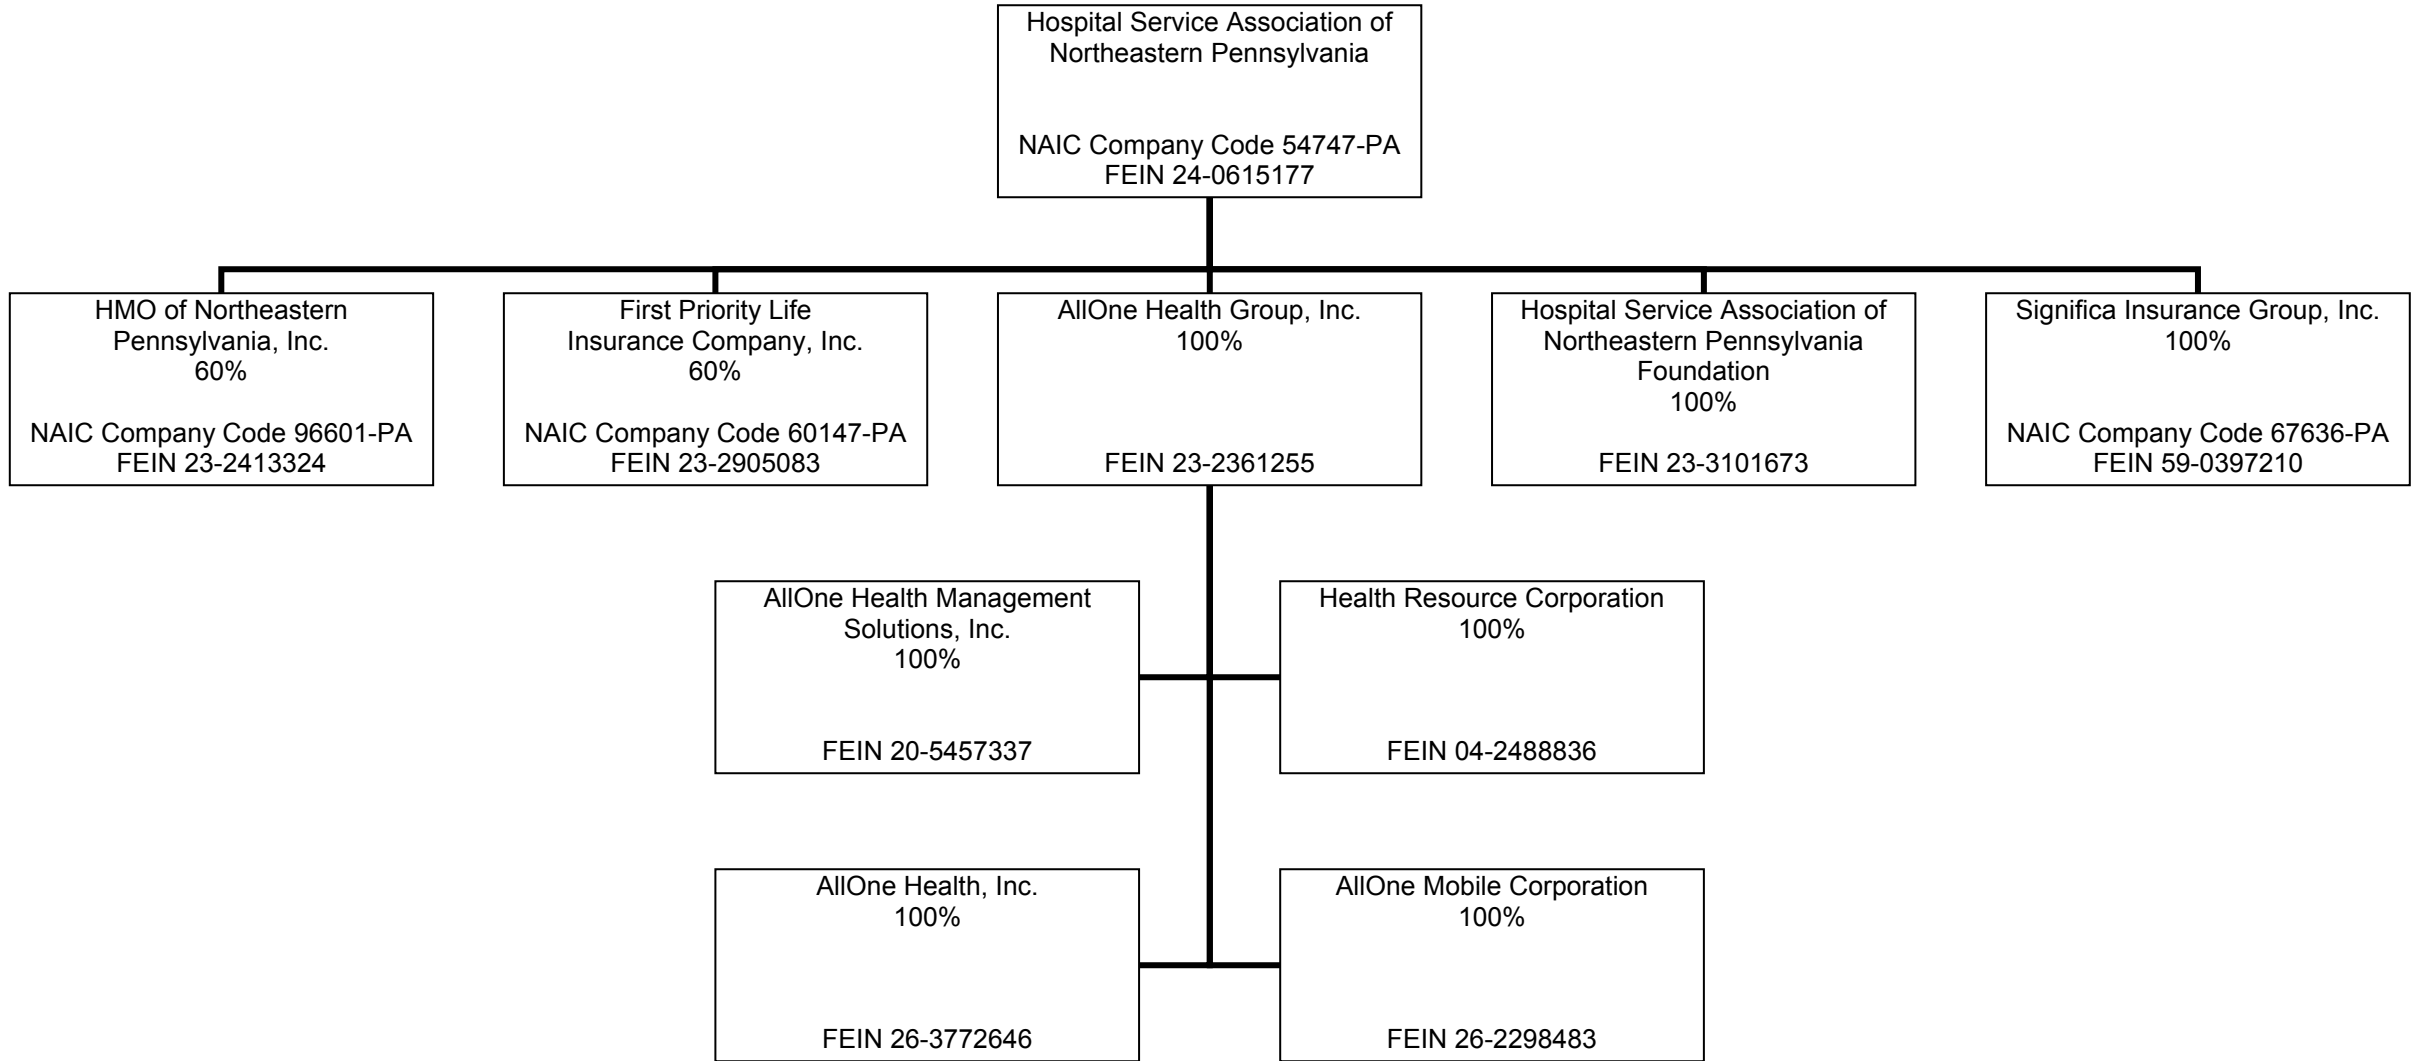 Hospital Service Association of
Northeastern Pennsylvania
NAIC Company Code 54747-PA
FEIN 24-0615177
HMO of Northeastern
Pennsylvania, Inc.
60%
NAIC Company Code 96601-PA
FEIN 23-2413324
First Priority Life
Insurance Company, Inc.
60%
NAIC Company Code 60147-PA
FEIN 23-2905083
AllOne Health Group, Inc.
100%
FEIN 23-2361255
Hospital Service Association of
Northeastern Pennsylvania
Foundation
100%
FEIN 23-3101673
Significa Insurance Group, Inc.
100%
NAIC Company Code 67636-PA
FEIN 59-0397210
AllOne Health Management
Solutions, Inc.
100%
FEIN 20-5457337
Health Resource Corporation
100%
FEIN 04-2488836
AllOne Health, Inc.
100%
FEIN 26-3772646
AllOne Mobile Corporation
100%
FEIN 26-2298483